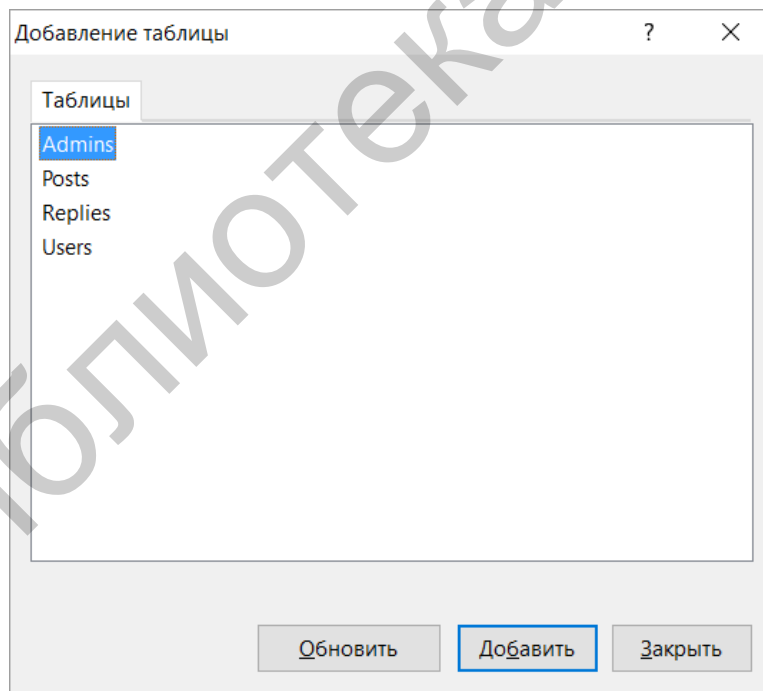 Добавление таблицы ? ×
Таблицы
Admins
Posts
Replies
Users
Обновить Добавить Закрыть